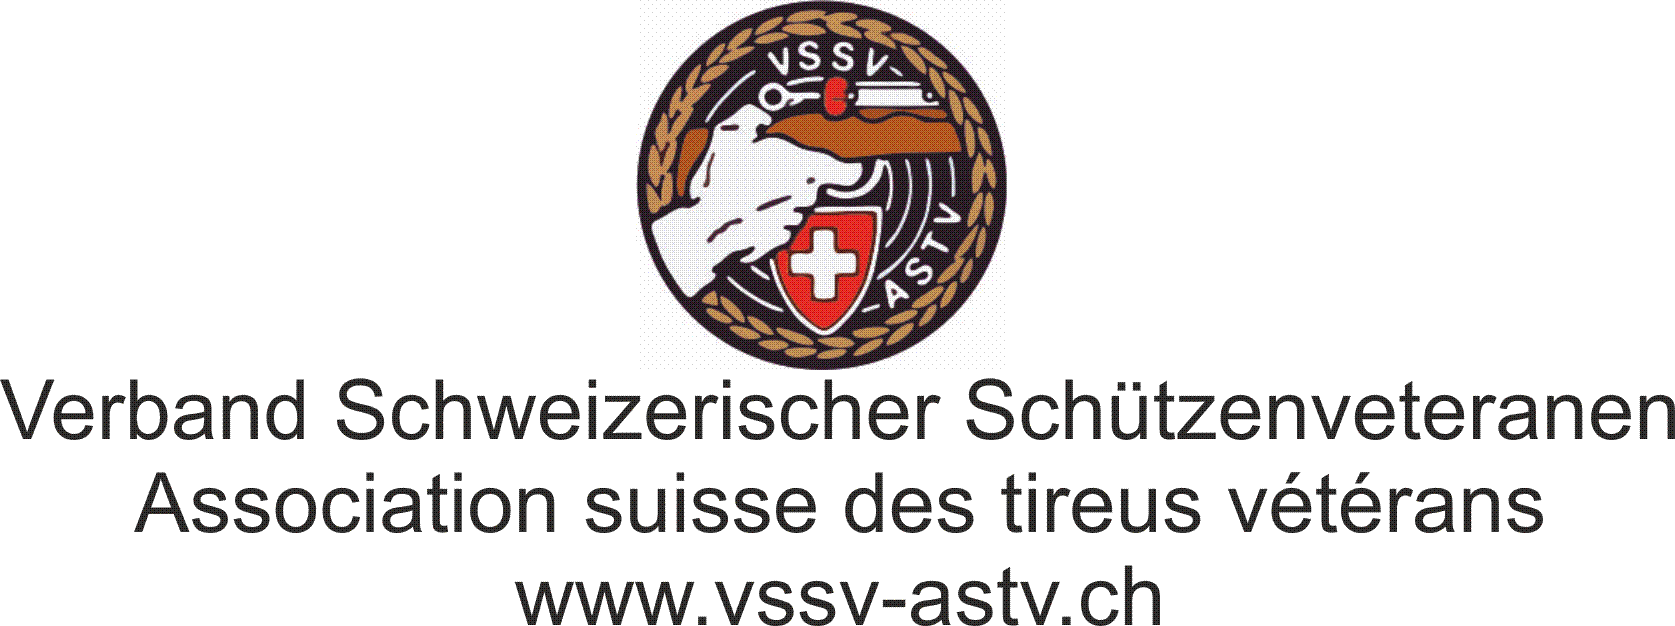 VSSV-
-ASTV
Verband Schweizerischer Schützenveteranen
Association suisse des tireus vétérans
www.vssv-astv.ch